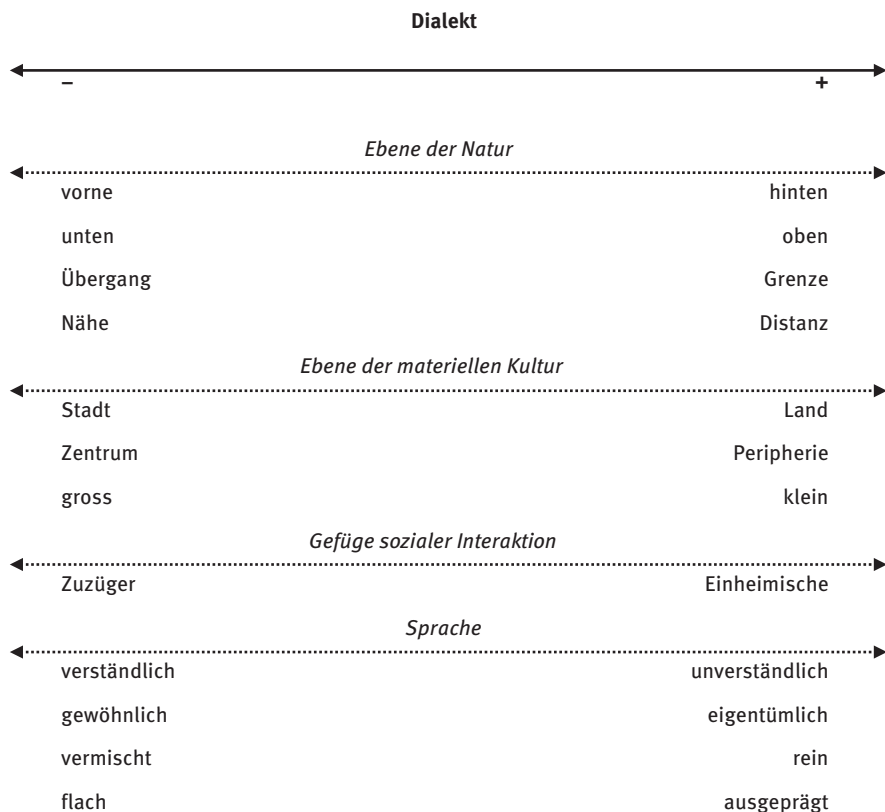 Dialekt
– +
Ebene der Natur
vorne hinten
unten oben
Übergang Grenze
Nähe Distanz
Ebene der materiellen Kultur
Stadt Land
Zentrum Peripherie
gross klein
Gefüge sozialer Interaktion
Zuzüger Einheimische
Sprache
verständlich unverständlich
gewöhnlich eigentümlich
vermischt rein
flach ausgeprägt